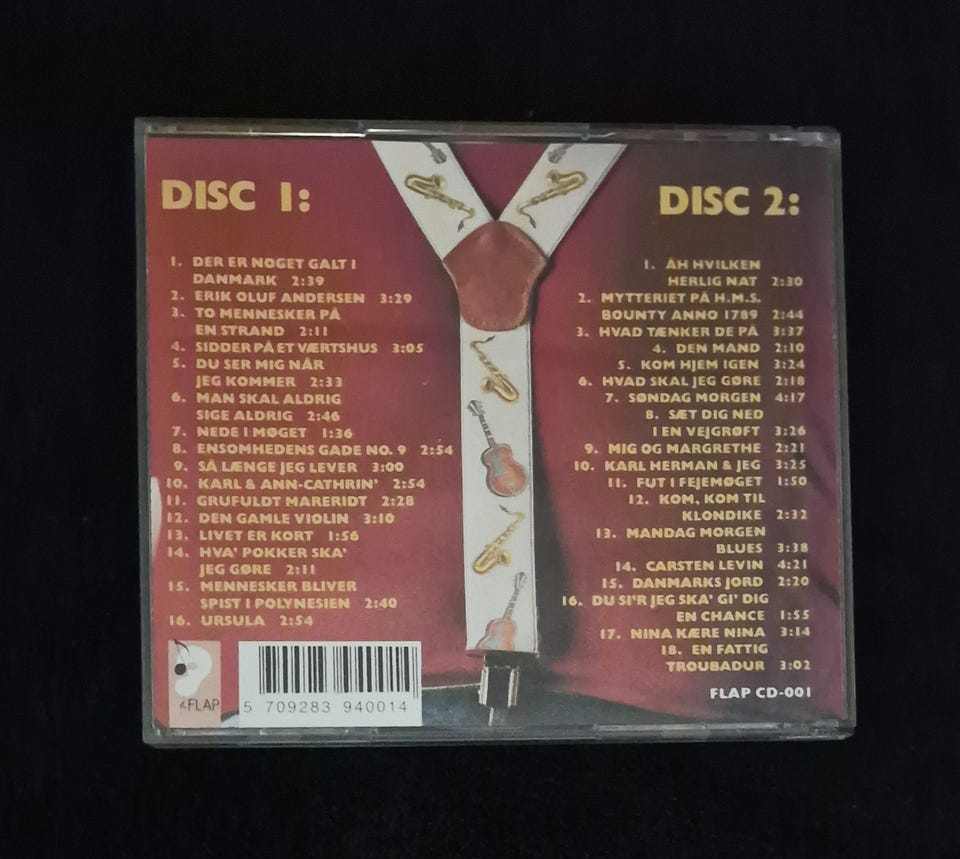 DISC 1:
1. DER ER NOGET GALT I
DANMARK 2:39
2. ERIK OLUF ANDERSEN 3:29
3. TO MENNESKER PÅ
EN STRAND 2:11
4. SIDDER PÅ ET VÆRTSHUS 3:05
5. DU SER MIG NÅR
JEG KOMMER 2:33
6. MAN SKAL ALDRIG
SIGE ALDRIG 2:46
7. NEDE I MØGET 1:36
8. ENSOMHEDENS GADE NO. 9 2:54
9. SÅ LÆNGE JEG LEVER 3:00
10. KARL & ANN-CATHRIN' 2:54
11. GRUFULDT MARERIDT 2:28
12. DEN GAMLE VIOLIN 3:10
13. LIVET ER KORT 1:56
14. HVA' POKKER SKA'
JEG GØRE 2:11
15. MENNESKER BLIVER
SPIST I POLYNESIEN 2:40
16. URSULA 2:54
FLAP
5 709283 940014
DISC 2:
1. ÅH HVILKEN
HERLIG NAT 2:30
2. MYTTERIET PÅ H.M.S.
BOUNTY ANNO 1789 2:44
3. HVAD TÆNKER DE PÅ 3:37
4. DEN MAND 2:10
5. KOM HJEM IGEN 3:24
6. HVAD SKAL JEG GØRE 2:18
7. SØNDAG MORGEN 4:17
8. SÆT DIG NED
I EN VEJGRØFT 3:26
9. MIG OG MARGRETHE 2:21
10. KARL HERMAN & JEG 3:25
11. FUT I FEJEMØGET 1:50
12. KOM, KOM TIL
KLONDIKE 2:32
13. MANDAG MORGEN
BLUES 3:38
14. CARSTEN LEVIN 4:21
15. DANMARKS JORD 2:20
16. DU SI'R JEG SKA' GI' DIG
EN CHANCE 1:55
17. NINA KÆRE NINA 3:14
18. EN FATTIG
TROUBADUR 3:02
FLAP CD-001